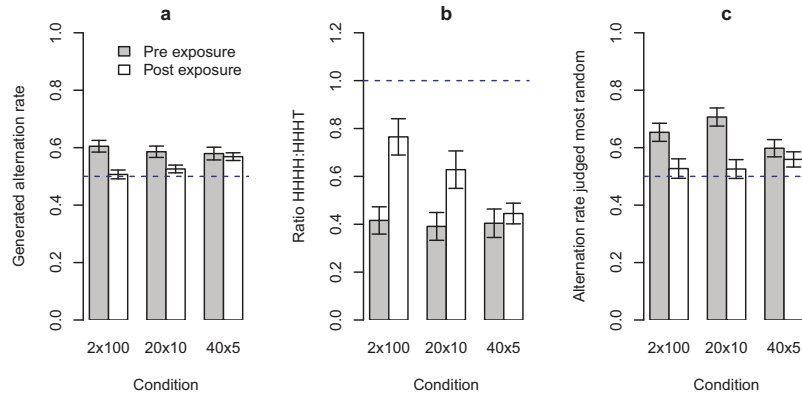 a
b
c
Pre exposure
Post exposure
Generated alternation rate
0.0 0.2 0.4 0.6 0.8 1.0
2x100 20x10 40x5
Condition
Ratio HHHH:HHHT
0.0 0.2 0.4 0.6 0.8 1.0 1.2
2x100 20x10 40x5
Condition
Alternation rate judged most random
0.0 0.2 0.4 0.6 0.8 1.0
2x100 20x10 40x5
Condition